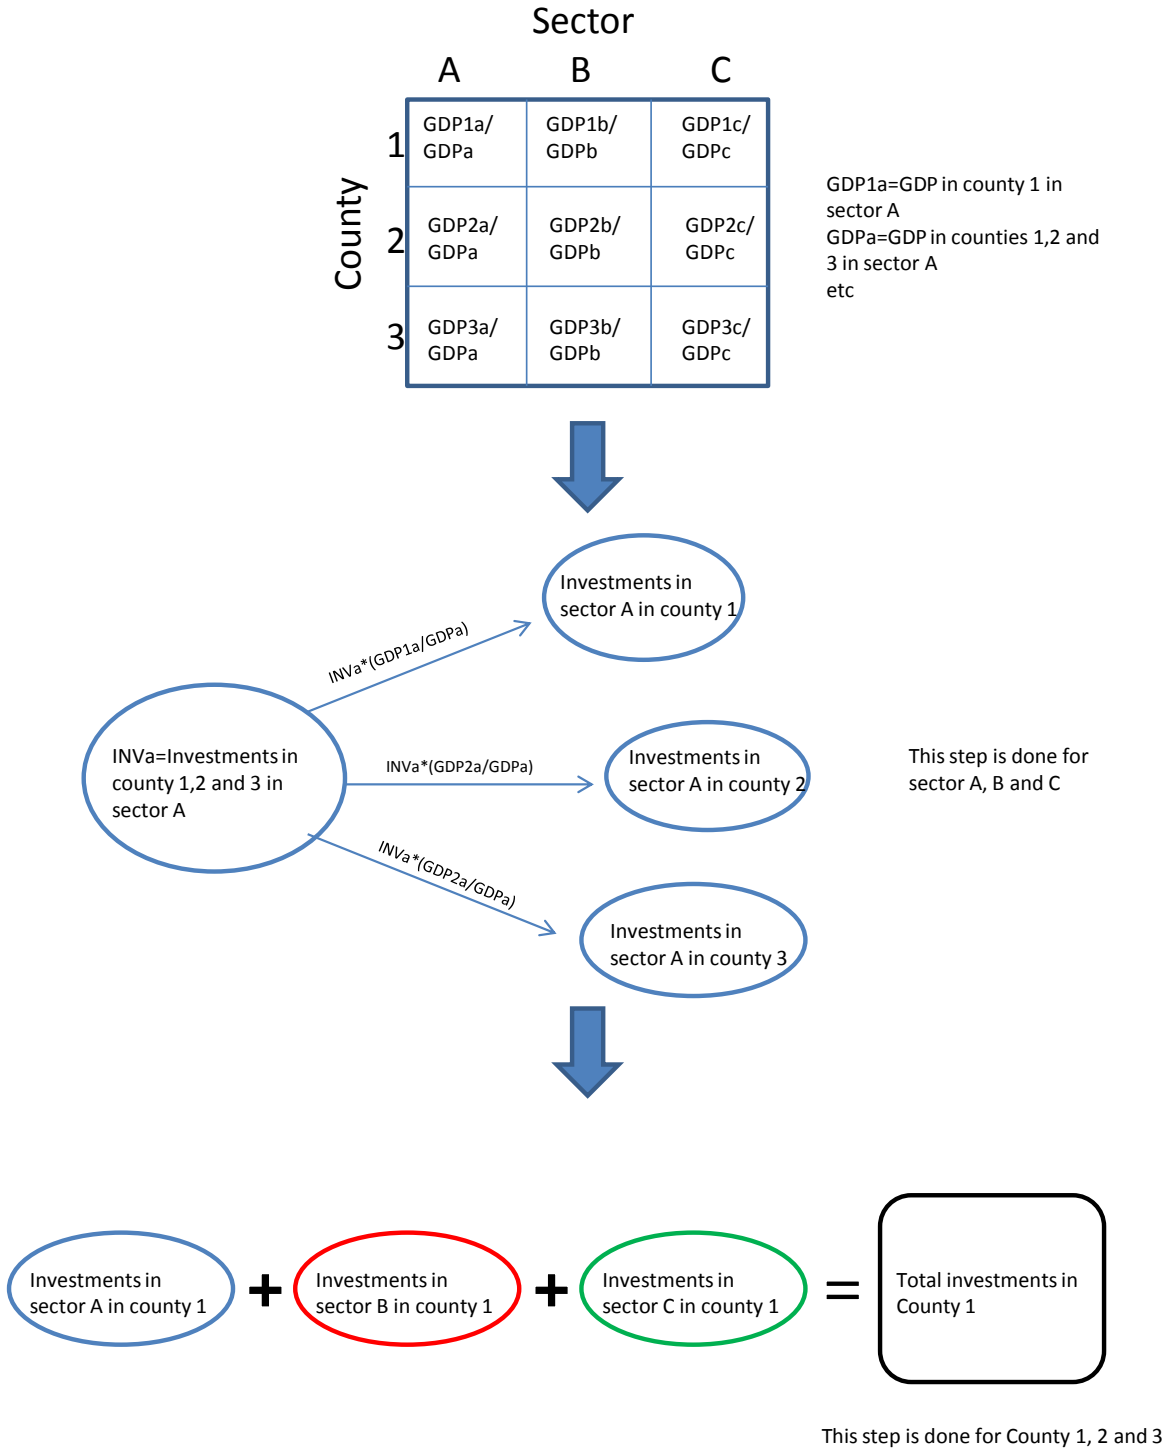 Sector
A B C
County
1
GDP1a/
GDPa
GDP1b/
GDPb
GDP1c/
GDPc
2
GDP2a/
GDPa
GDP2b/
GDPb
GDP2c/
GDPc
3
GDP3a/
GDPa
GDP3b/
GDPb
GDP3c/
GDPc
GDP1a=GDP in county 1 in
sector A
GDPa=GDP in counties 1,2 and
3 in sector A
etc
Investments in
sector A in county 1
INVa*(GDP1a/GDPa)
INVa=Investments in
county 1,2 and 3 in
sector A
INVa*(GDP2a/GDPa)
Investments in
sector A in county 2
This step is done for
sector A, B and C
INVa*(GDP2a/GDPa)
Investments in
sector A in county 3
Investments in
sector A in county 1
+
Investments in
sector B in county 1
+
Investments in
sector C in county 1
=
Total investments in
County 1
This step is done for County 1, 2 and 3